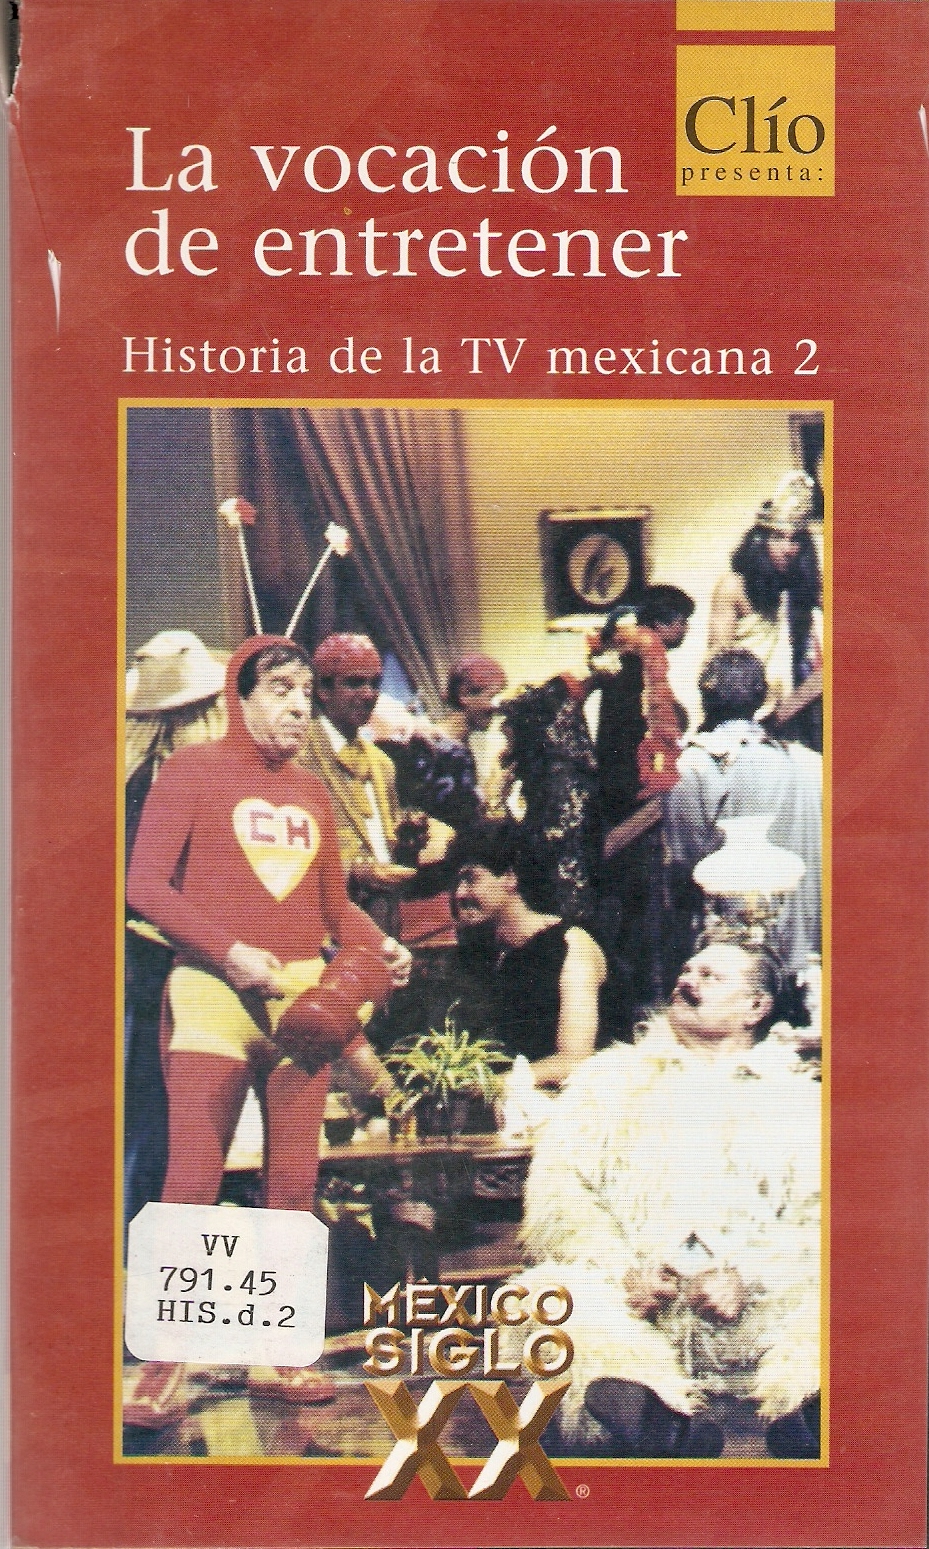 Clío
presenta:
La vocación
de entretener
Historia de la TV mexicana 2
CH
VV
791.45
HIS.d.2
MÉXICO
SIGLO
XX
®